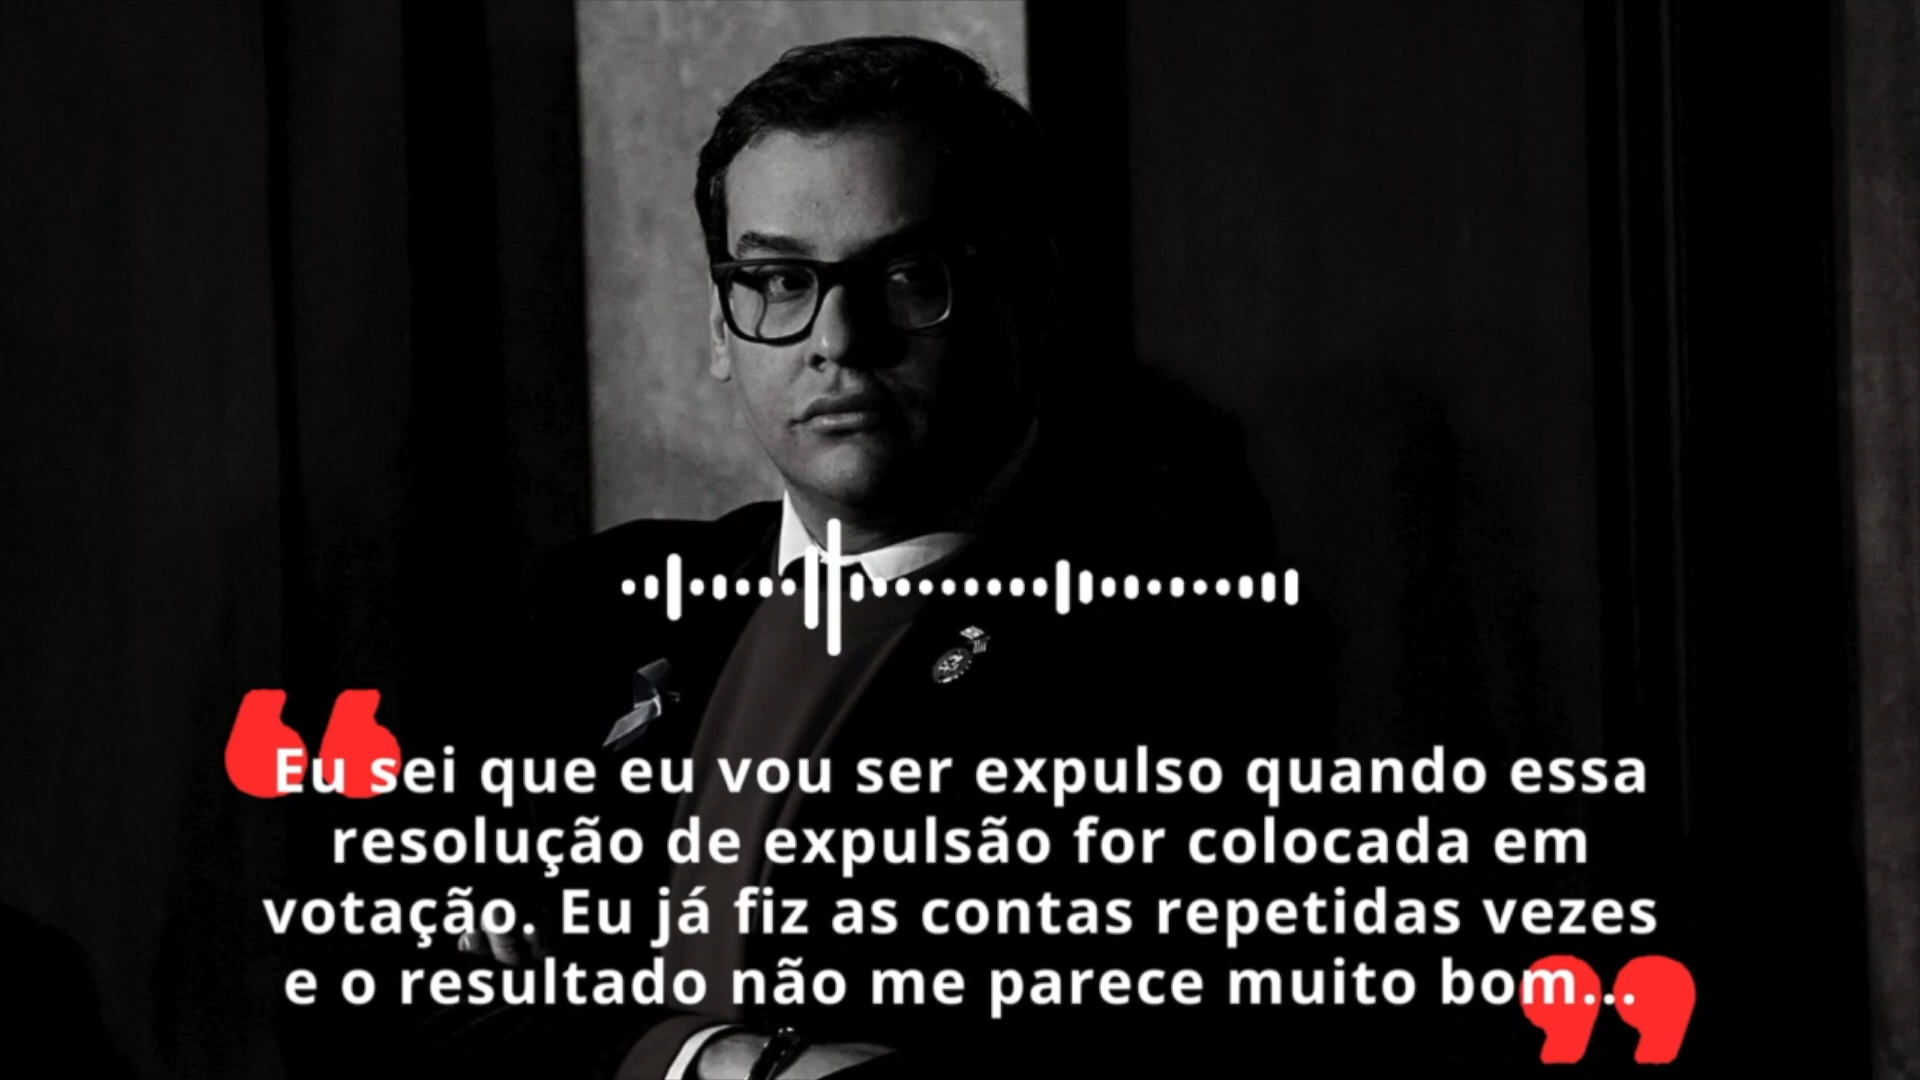 Eu sei que eu vou ser expulso quando essa
resolução de expulsão for colocada em
votação. Eu já fiz as contas repetidas vezes
e o resultado não me parece muito bom...